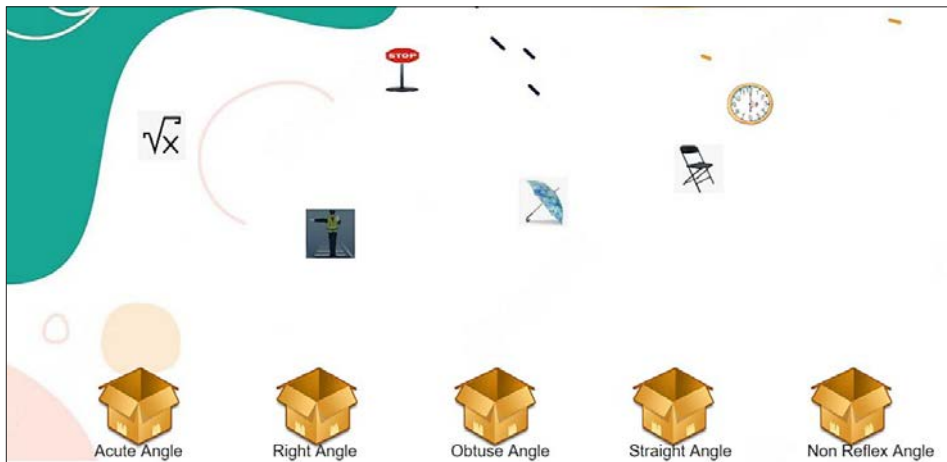 STOP
√x
Acute Angle
Right Angle
Obtuse Angle
Straight Angle
Non Reflex Angle